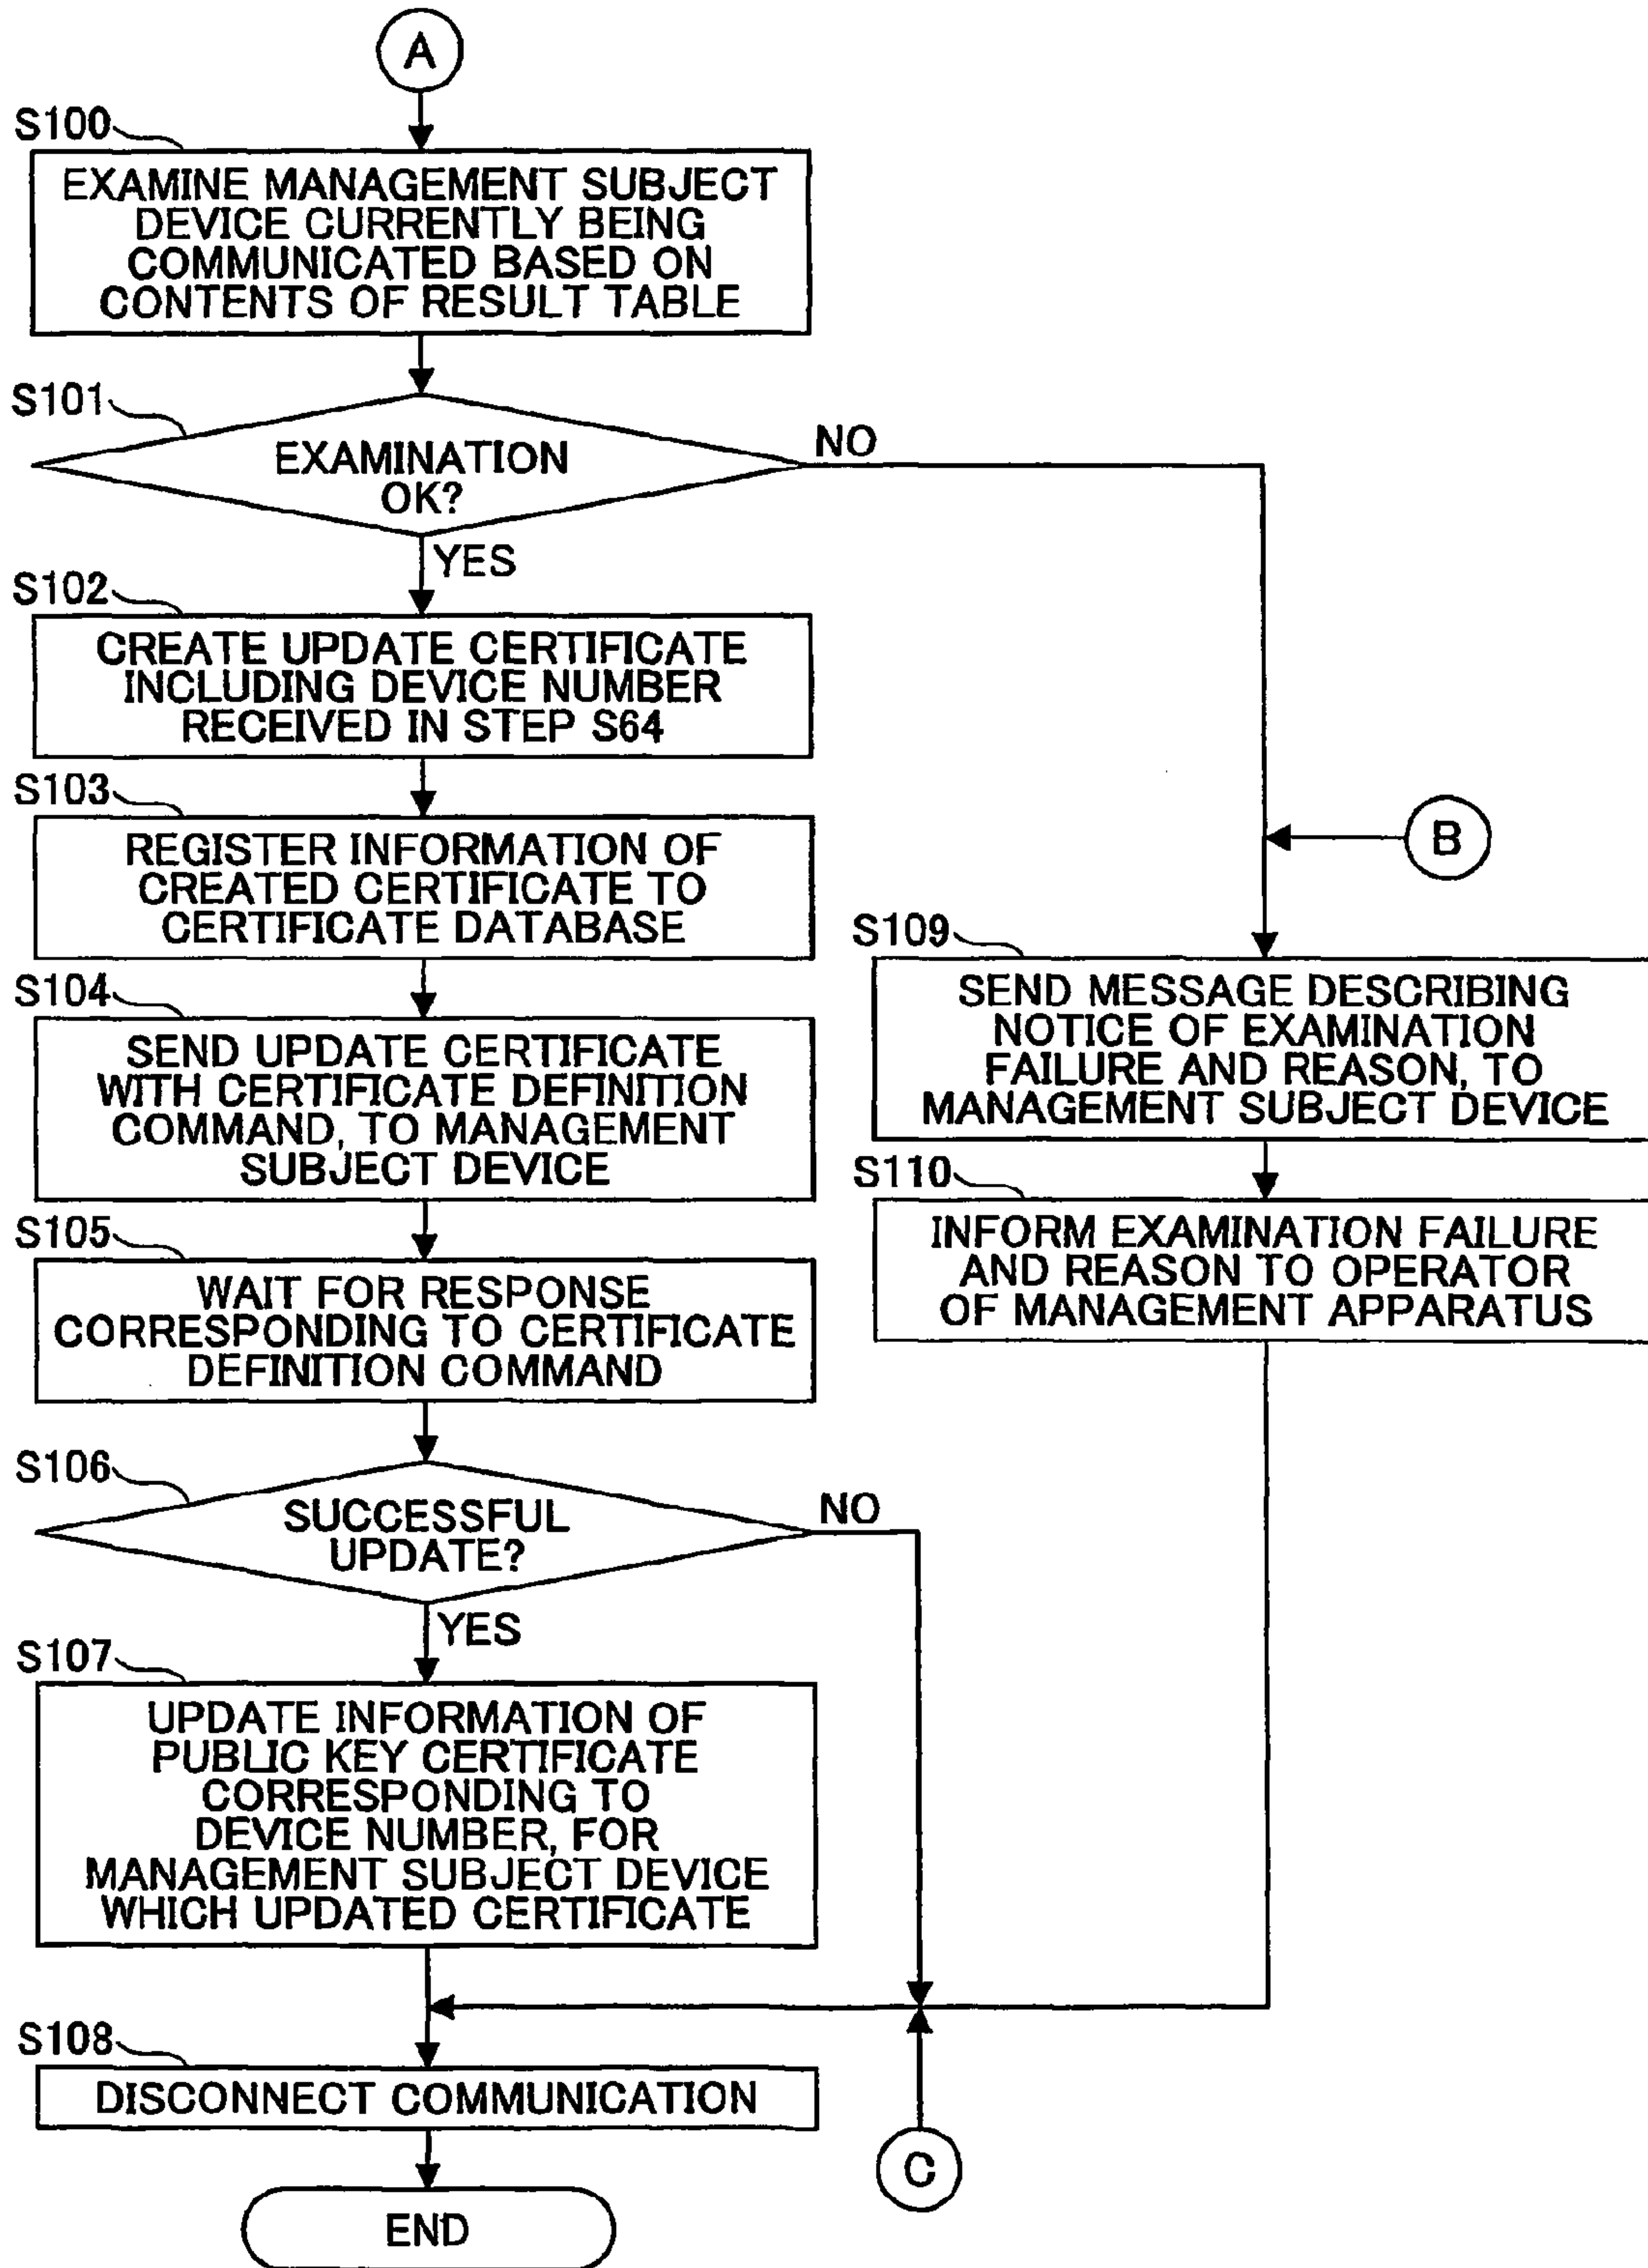 A
S100
EXAMINE MANAGEMENT SUBJECT
DEVICE CURRENTLY BEING
COMMUNICATED BASED ON
CONTENTS OF RESULT TABLE
S101
EXAMINATION
OK?
NO
YES
S102
CREATE UPDATE CERTIFICATE
INCLUDING DEVICE NUMBER
RECEIVED IN STEP S64
S103
REGISTER INFORMATION OF
CREATED CERTIFICATE TO
CERTIFICATE DATABASE
B
S104
SEND UPDATE CERTIFICATE
WITH CERTIFICATE DEFINITION
COMMAND, TO MANAGEMENT
SUBJECT DEVICE
S109
SEND MESSAGE DESCRIBING
NOTICE OF EXAMINATION
FAILURE AND REASON, TO
MANAGEMENT SUBJECT DEVICE
S105
WAIT FOR RESPONSE
CORRESPONDING TO CERTIFICATE
DEFINITION COMMAND
S110
INFORM EXAMINATION FAILURE
AND REASON TO OPERATOR
OF MANAGEMENT APPARATUS
S106
SUCCESSFUL
UPDATE?
NO
YES
S107
UPDATE INFORMATION OF
PUBLIC KEY CERTIFICATE
CORRESPONDING TO
DEVICE NUMBER, FOR
MANAGEMENT SUBJECT DEVICE
WHICH UPDATED CERTIFICATE
S108
DISCONNECT COMMUNICATION
C
END